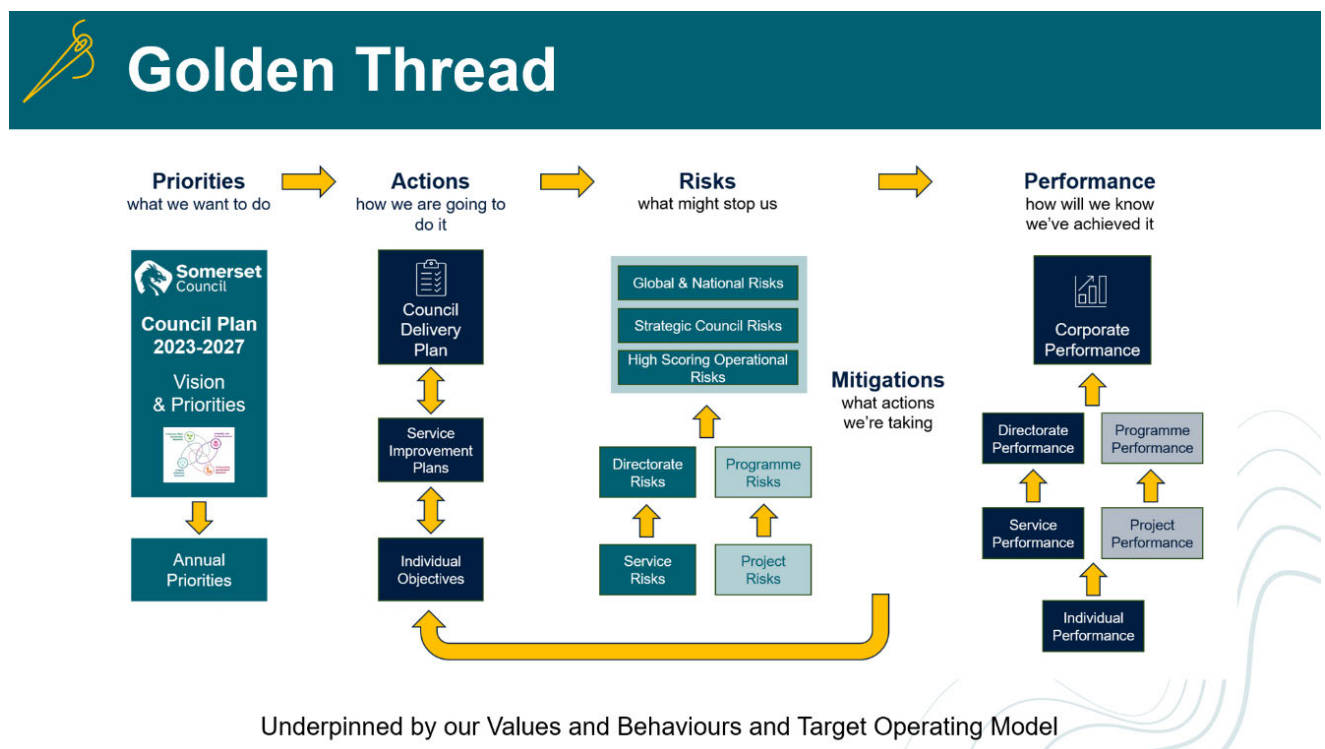 Golden Thread
Priorities
what we want to do
Actions
how we are going to
do it
Risks
what might stop us
Performance
how will we know
we've achieved it
Somerset
Council
Council Plan
2023-2027
Vision
& Priorities
Annual
Priorities
Council
Delivery
Plan
Service
Improvement
Plans
Individual
Objectives
Global & National Risks
Strategic Council Risks
High Scoring Operational
Risks
Directorate
Risks
Programme
Risks
Service
Risks
Project
Risks
Mitigations
what actions
we're taking
Corporate
Performance
Directorate
Performance
Programme
Performance
Service
Performance
Project
Performance
Individual
Performance
Underpinned by our Values and Behaviours and Target Operating Model